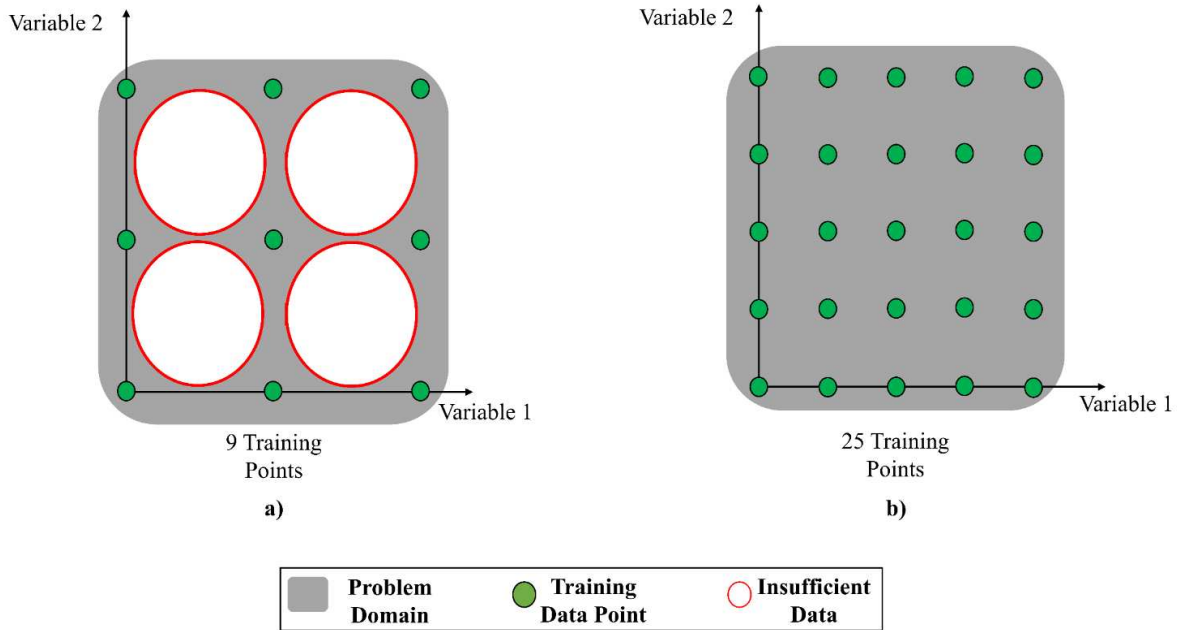 Variable 2
Variable 1
9 Training
Points
a)
Variable 2
Variable 1
25 Training
Points
b)
Problem
Domain
Training
Data Point
Insufficient
Data